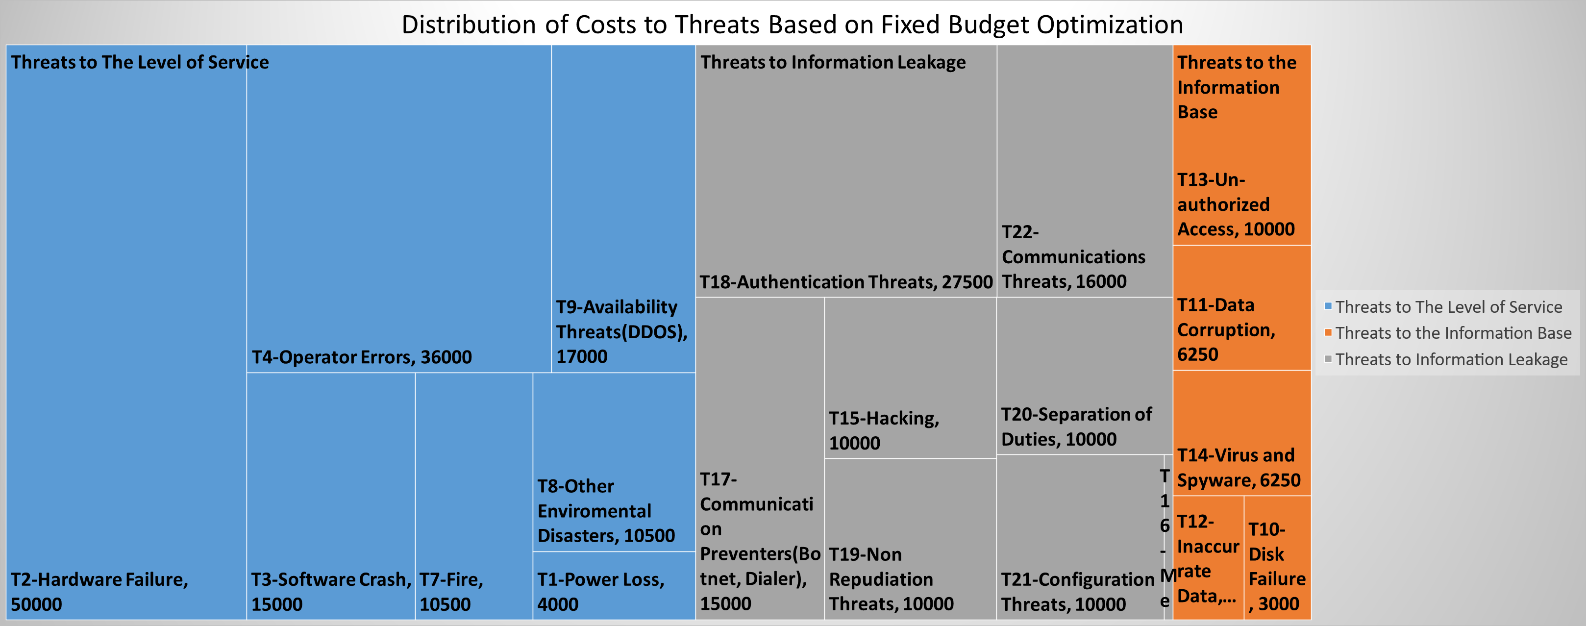 Distribution of Costs to Threats Based on Fixed Budget Optimization
Threats to The Level of Service
T2-Hardware Failure,
50000
T4-Operator Errors, 36000
T9-Availability
Threats(DDOS),
17000
T3-Software Crash,
15000
T7-Fire,
10500
T8-Other
Enviromental
Disasters, 10500
T1-Power Loss,
4000
Threats to Information Leakage
T18-Authentication Threats, 27500
T22-
Communications
Threats, 16000
T17-
Communicati
on
Preventers(Bo
tnet, Dialer),
15000
T15-Hacking,
10000
T19-Non
Repudiation
Threats, 10000
T20-Separation of
Duties, 10000
T21-Configuration
Threats, 10000
T
1
6
-
M
e
Threats to the
Information
Base
T13-Un-
authorized
Access, 10000
T11-Data
Corruption,
6250
T14-Virus and
Spyware, 6250
T12-
Inaccur
rate
Data,...
T10-
Disk
Failure
, 3000
Threats to The Level of Service
Threats to the Information Base
Threats to Information Leakage